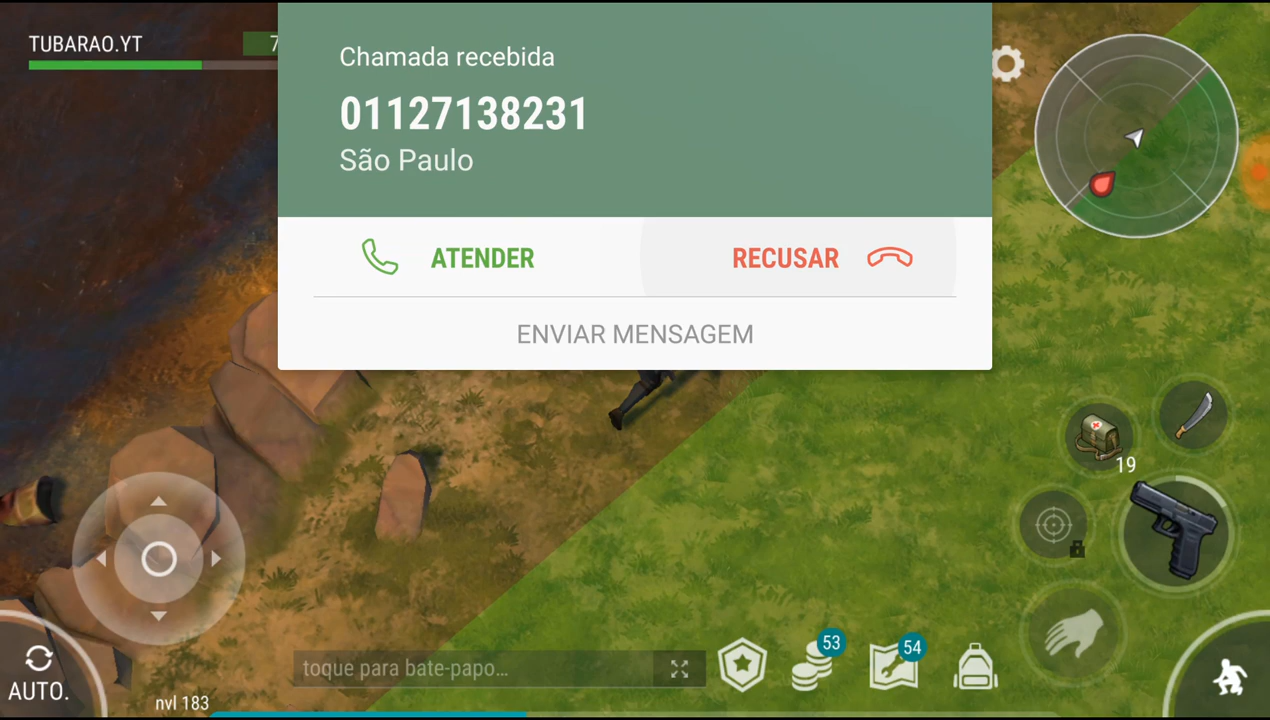 TUBARAO.YT
7
Chamada recebida
01127138231
São Paulo
ATENDER
RECUSAR
ENVIAR MENSAGEM
19
53
54
toque para bate-papo...
AUTO.
nvl 183